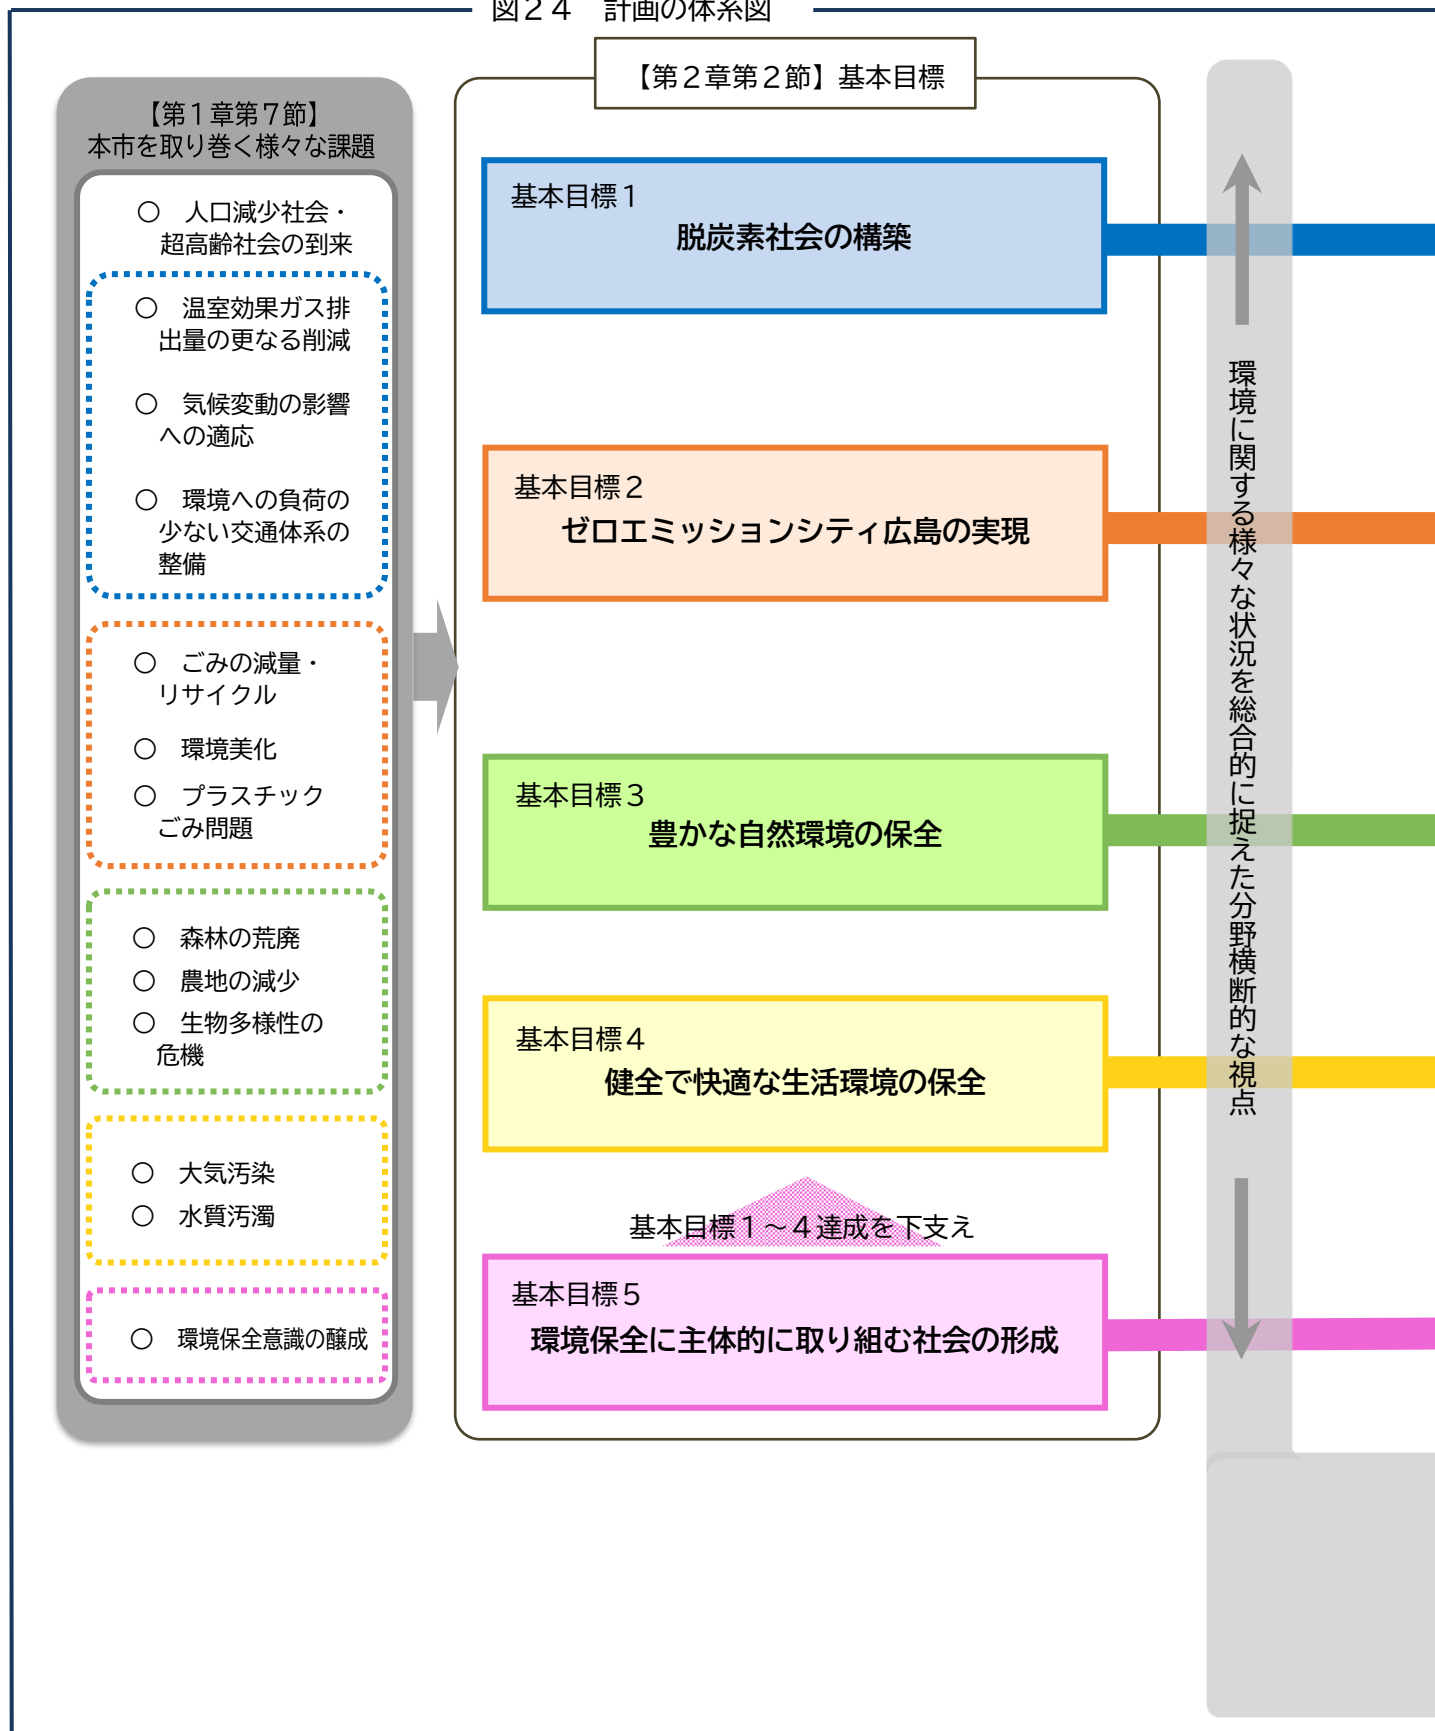 図２４　計画の体系図
【第１章第７節】
本市を取り巻く様々な課題
○　人口減少社会・
超高齢社会の到来
○　温室効果ガス排
出量の更なる削減
○　気候変動の影響
への適応
○　環境への負荷の
少ない交通体系の
整備
○　ごみの減量・
リサイクル
○　環境美化
○　プラスチック
ごみ問題
○　森林の荒廃
○　農地の減少
○　生物多様性の
危機
○　大気汚染
○　水質汚濁
○　環境保全意識の醸成
【第２章第２節】基本目標
基本目標１
脱炭素社会の構築
基本目標２
ゼロエミッションシティ広島の実現
基本目標３
豊かな自然環境の保全
基本目標４
健全で快適な生活環境の保全
基本目標１～４達成を下支え
基本目標５
環境保全に主体的に取り組む社会の形成
環境に関する様々な状況を総合的に捉えた分野横断的な視点